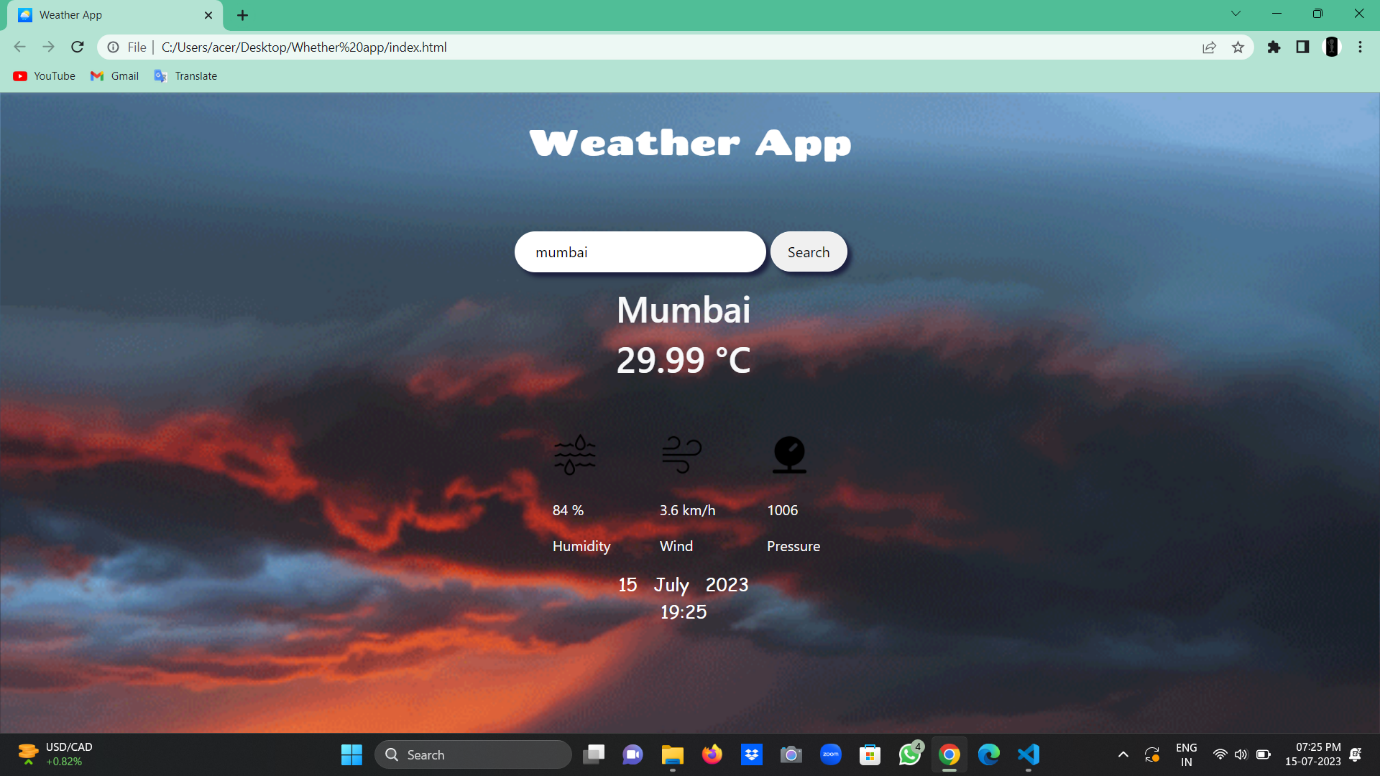 Weather App
File | C:/Users/acer/Desktop/Whether%20app/index.html
YouTube Gmail Translate
Weather App
mumbai Search
Mumbai
29.99 °C
84 % 3.6 km/h 1006
Humidity Wind Pressure
15 July 2023
19:25
USD/CAD
+0.82%
Search
zoom
4
ENG
IN
07:25 PM
15-07-2023